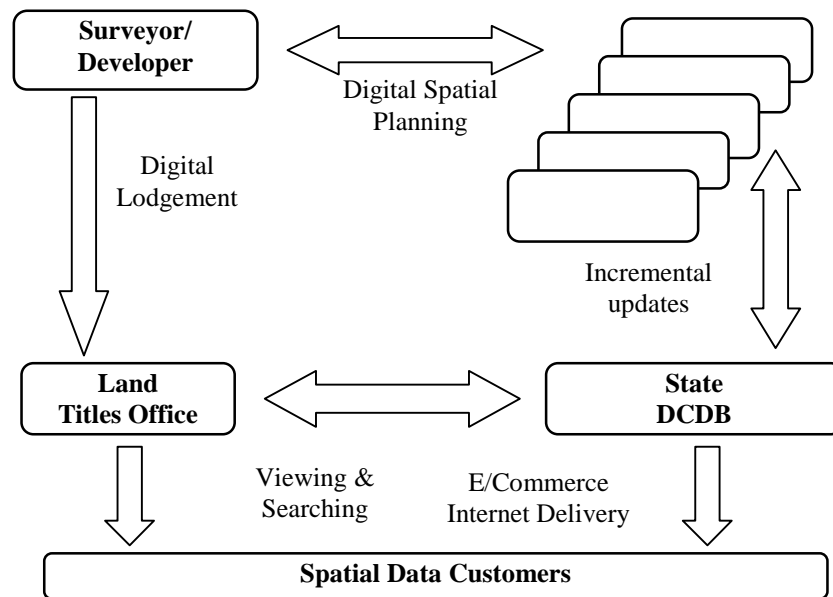 Surveyor/
Developer
Digital Spatial
Planning
Digital
Lodgement
Incremental
updates
Land
Titles Office
State
DCDB
Viewing &
Searching
E/Commerce
Internet Delivery
Spatial Data Customers